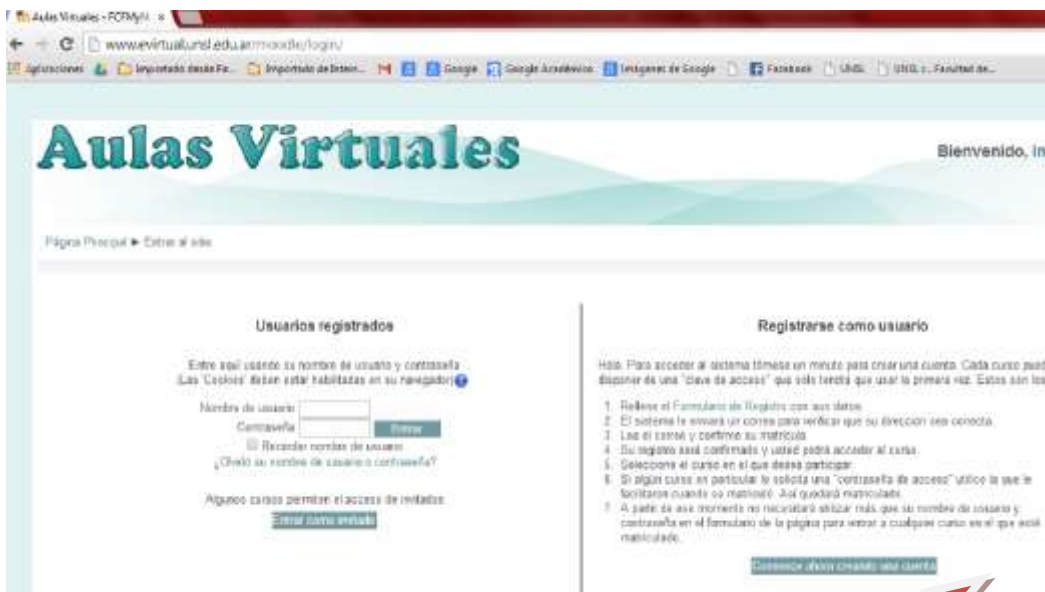 Aulas Virtuales - FCFMyN
www.evirtual.unsl.edu.ar/moodle/login/
Aplicaciones Importado desde Fir... Importado de Intern... Google Google Académico Imágenes de Google Facebook UNSL UNSL :. Facultad de...
Aulas Virtuales
Bienvenido, In
Página Principal ► Entrar al sitio
Usuarios registrados
Entre aquí usando su nombre de usuario y contraseña
(Las 'Cookies' deben estar habilitadas en su navegador)
Nombre de usuario
Contraseña Entrar
Recordar nombre de usuario
¿Olvidó su nombre de usuario o contraseña?
Algunos cursos permiten el acceso de invitados
Entrar como invitado
Registrarse como usuario
Hola. Para acceder al sistema tómese un minuto para crear una cuenta. Cada curso pued
disponer de una "clave de acceso" que sólo tendrá que usar la primera vez. Estos son los
1. Rellene el Formulario de Registro con sus datos.
2. El sistema le enviará un correo para verificar que su dirección sea correcta.
3. Lea el correo y confirme su matrícula.
4. Su registro será confirmado y usted podrá acceder al curso.
5. Seleccione el curso en el que desea participar.
6. Si algún curso en particular le solicita una "contraseña de acceso" utilice la que le
facilitaron cuando se matriculó. Así quedará matriculado.
7. A partir de ese momento no necesitará utilizar más que su nombre de usuario y
contraseña en el formulario de la página para entrar a cualquier curso en el que esté
matriculado.
Comience ahora creando una cuenta